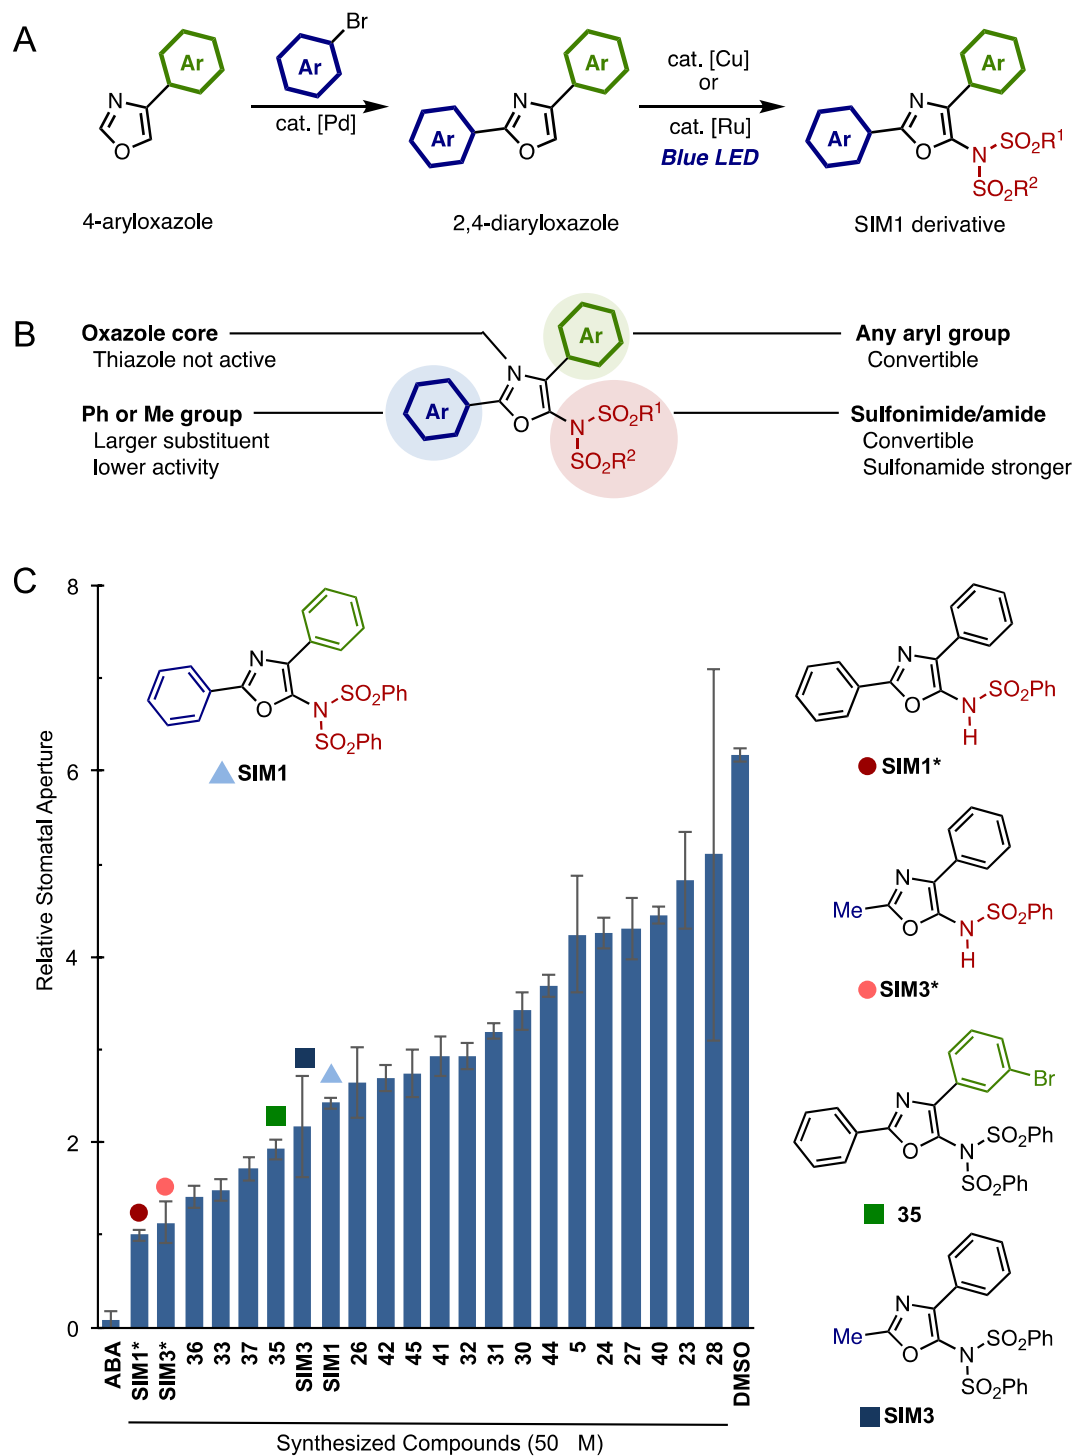 A
Ar
N
O
4-aryloxazole
Br
Ar
cat. [Pd]
Ar
N
O
Ar
2,4-diaryloxazole
cat. [Cu]
or
cat. [Ru]
Blue LED
Ar
N
O
Ar
N
SO2R1
SO2R2
SIM1 derivative
B
Oxazole core
Thiazole not active
Ph or Me group
Larger substituent
lower activity
Ar
N
O
Ar
N
SO2R1
SO2R2
Any aryl group
Convertible
Sulfonimide/amide
Convertible
Sulfonamide stronger
C
Relative Stomatal Aperture
8
6
4
2
0
N
O
N
SO2Ph
SO2Ph
SIM1
ABA
SIM1*
SIM3*
36
33
37
35
SIM3
SIM1
26
42
45
41
32
31
30
44
5
24
27
40
23
28
DMSO
Synthesized Compounds (50 M)
N
O
N
H
SO2Ph
SIM1*
Me
N
O
N
H
SO2Ph
SIM3*
Br
N
O
N
SO2Ph
SO2Ph
35
Me
N
O
N
SO2Ph
SO2Ph
SIM3